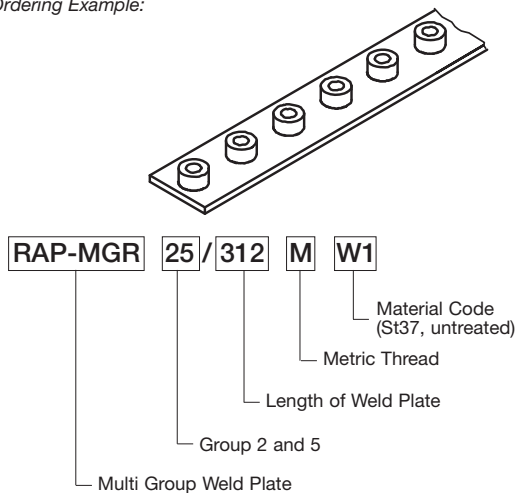 Ordering Example:
RAP-MGR 25 / 312 M W1
Material Code
(St37, untreated)
Metric Thread
Length of Weld Plate
Group 2 and 5
Multi Group Weld Plate